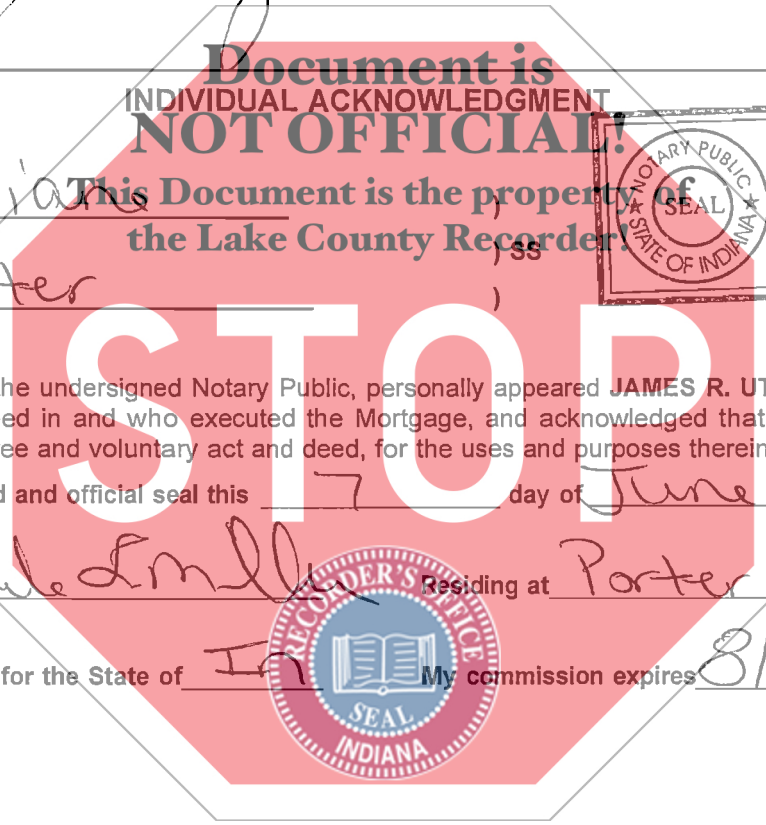 Document is
INDIVIDUAL ACKNOWLEDGMENT
NOT OFFICIAL!
This Document is the property of
the Lake County Recorder!
)
) SS
)
NOTARY PUBLIC
SEAL
STATE OF INDIANA
STOP
he undersigned Notary Public, personally appeared JAMES R. UT
ed in and who executed the Mortgage, and acknowledged that
ee and voluntary act and deed, for the uses and purposes therein
d and official seal this 7 day of June
Residing at Porter
for the State of In My commission expires 8/
RECORDER'S OFFICE
SEAL
INDIANA